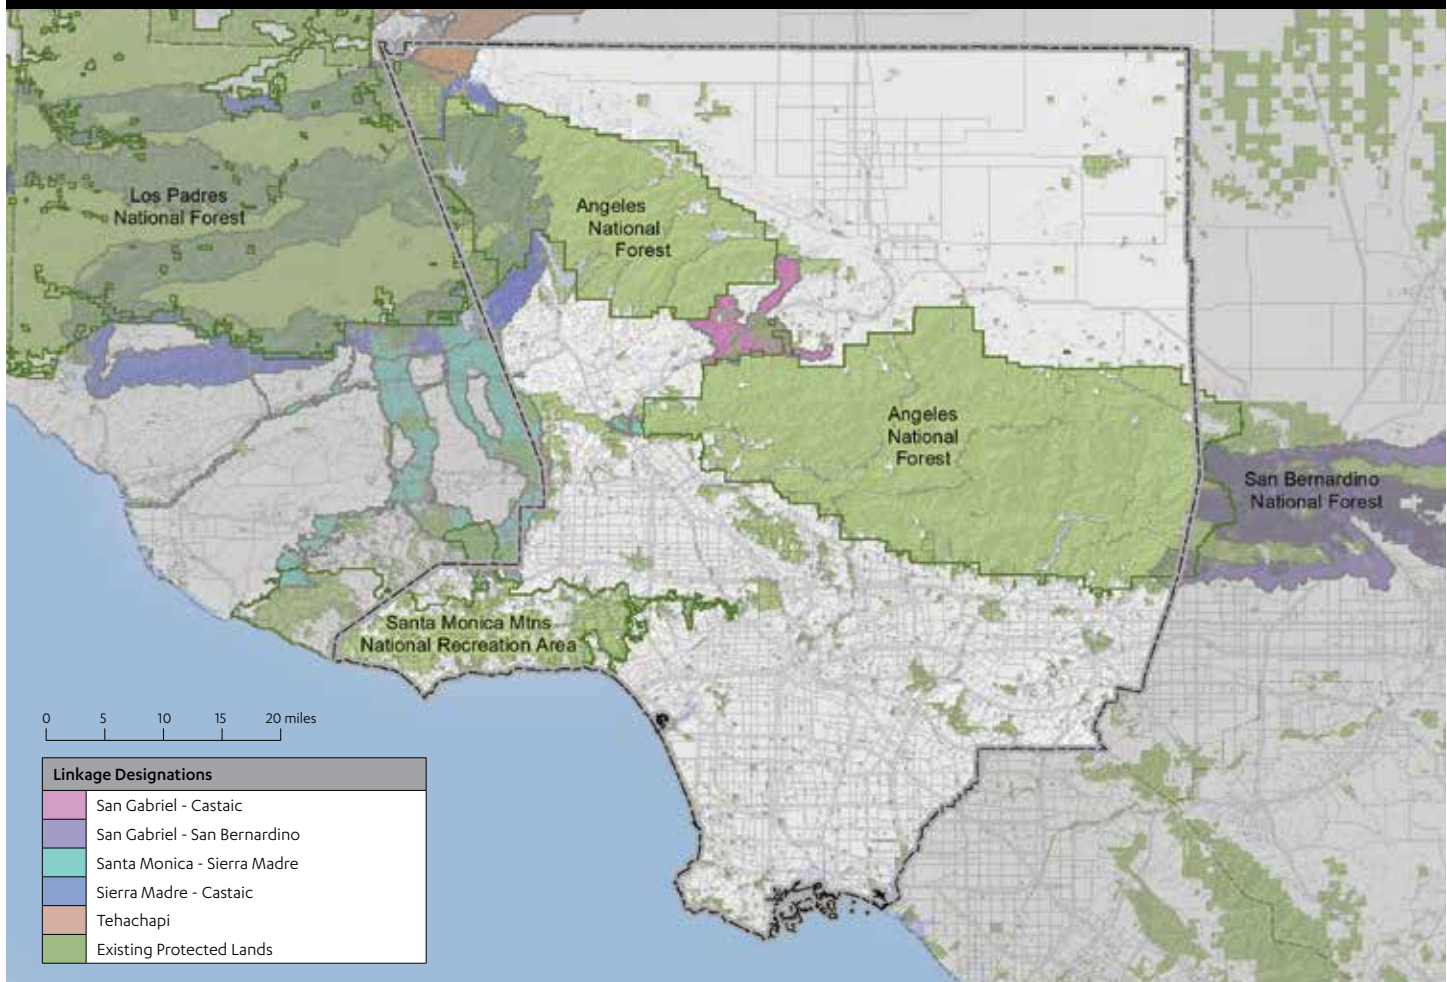 Los Padres
National Forest
Angeles
National
Forest
Angeles
National
Forest
San Bernardino
National Forest
Santa Monica Mtns
National Recreation Area
0 5 10 15 20 miles
Linkage Designations
San Gabriel - Castaic
San Gabriel - San Bernardino
Santa Monica - Sierra Madre
Sierra Madre - Castaic
Tehachapi
Existing Protected Lands